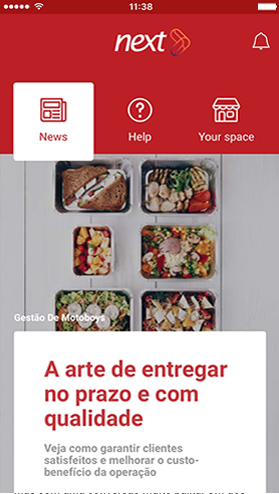 11:38
next
News
Help
Your space
Gestão De Motoboys
A arte de entregar
no prazo e com
qualidade
Veja como garantir clientes
satisfeitos e melhorar o custo-
benefício da operação